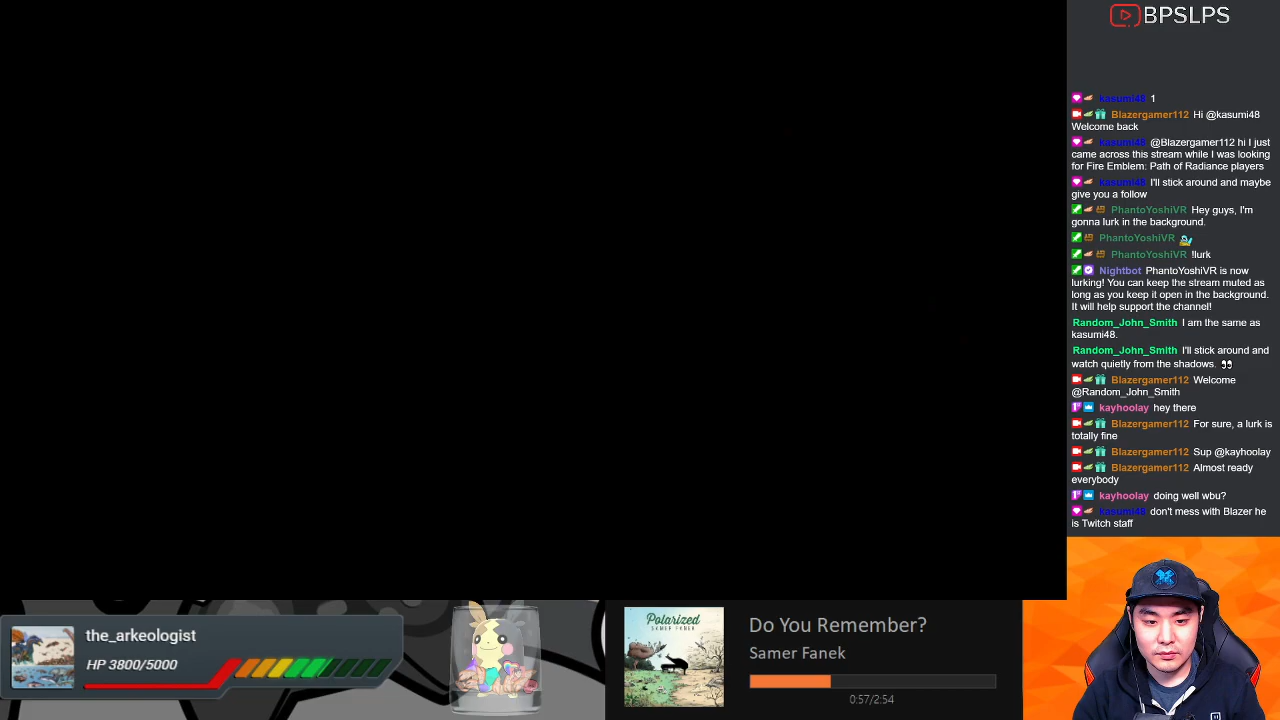 BPSLPS
kasumi48 1
Blazergamer112 Hi @kasumi48
Welcome back
kasumi48 @Blazergamer112 hi I just
came across this stream while I was looking
for Fire Emblem: Path of Radiance players
kasumi48 I'll stick around and maybe
give you a follow
PhantoYoshiVR Hey guys, I'm
gonna lurk in the background.
PhantoYoshiVR
PhantoYoshiVR !lurk
Nightbot PhantoYoshiVR is now
lurking! You can keep the stream muted as
long as you keep it open in the background.
It will help support the channel!
Random_John_Smith I am the same as
kasumi48.
Random_John_Smith I'll stick around and
watch quietly from the shadows. 👀
Blazergamer112 Welcome
@Random_John_Smith
kayhoolay hey there
Blazergamer112 For sure, a lurk is
totally fine
Blazergamer112 Sup @kayhoolay
Blazergamer112 Almost ready
everybody
kayhoolay doing well wbu?
kasumi48 don't mess with Blazer he
is Twitch staff
the_arkeologist
HP 3800/5000
Polarized
SAMER FANEK
Do You Remember?
Samer Fanek
0:57/2:54